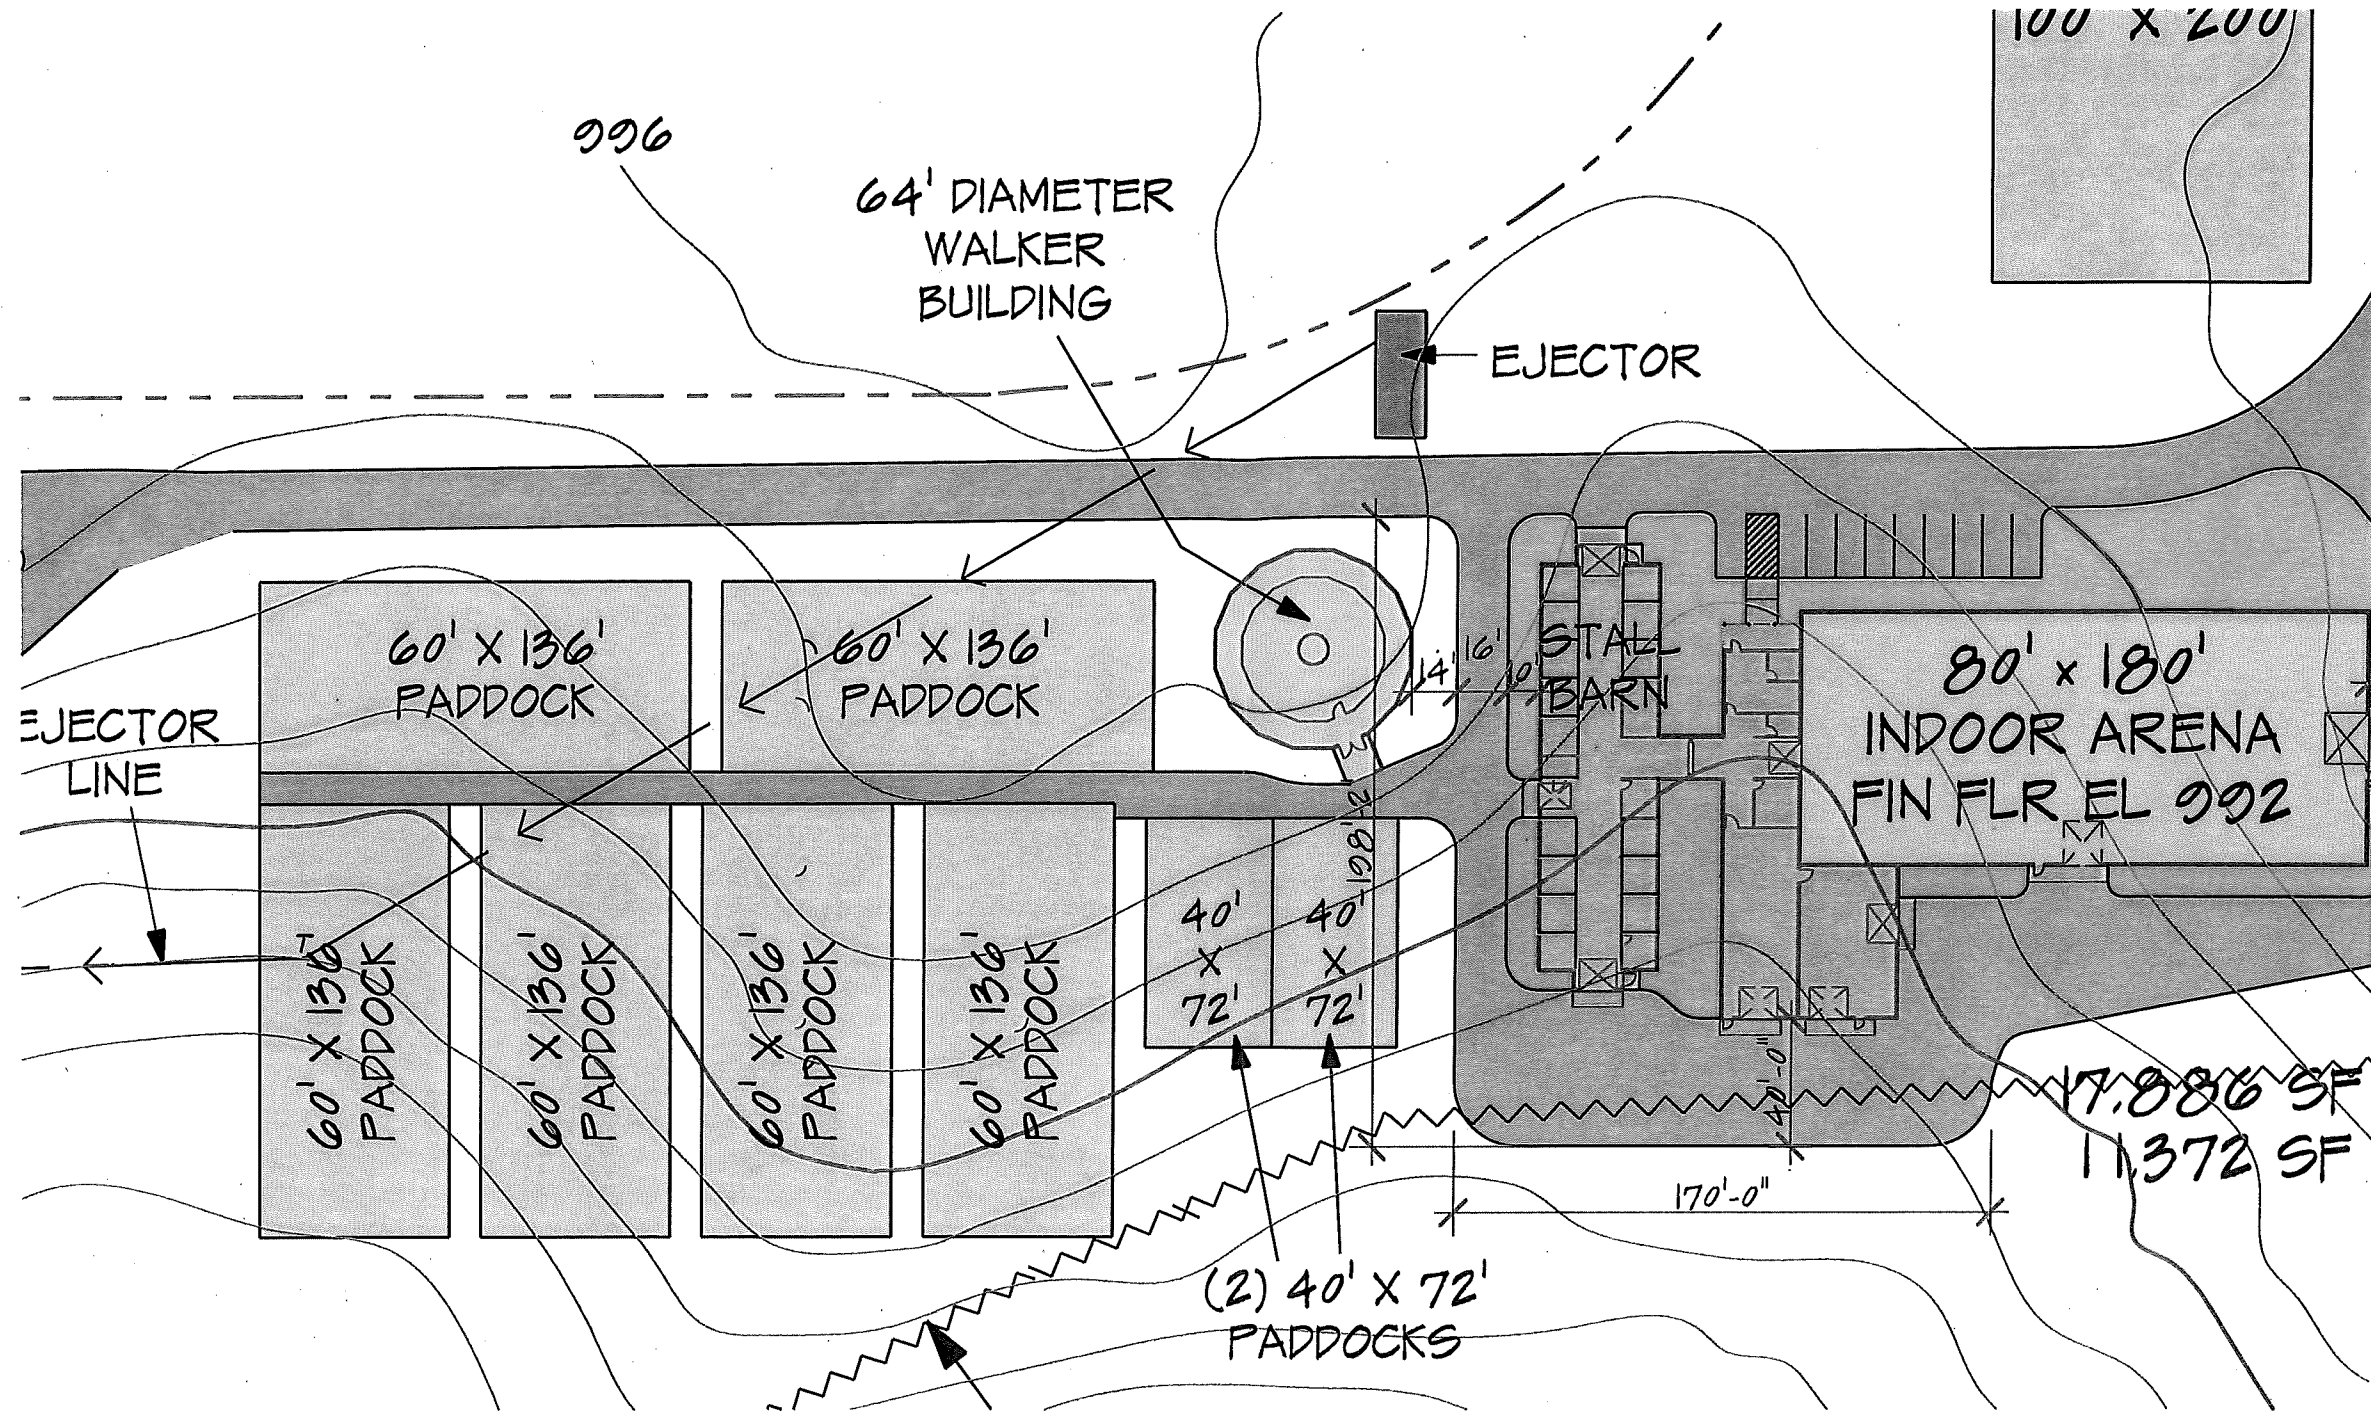 100' X 200'
996
64' DIAMETER
WALKER
BUILDING
EJECTOR
60' X 136'
PADDOCK
60' X 136'
PADDOCK
14'
16'
10'
STALL
BARN
80' x 180'
INDOOR ARENA
FIN FLR EL 992
EJECTOR
LINE
198'-2
60' X 136'
PADDOCK
60' X 136'
PADDOCK
60' X 136'
PADDOCK
60' X 136'
PADDOCK
40'
X
72'
40'
X
72'
40'-0"
17,886 SF
11,372 SF
170'-0"
(2) 40' X 72'
PADDOCKS